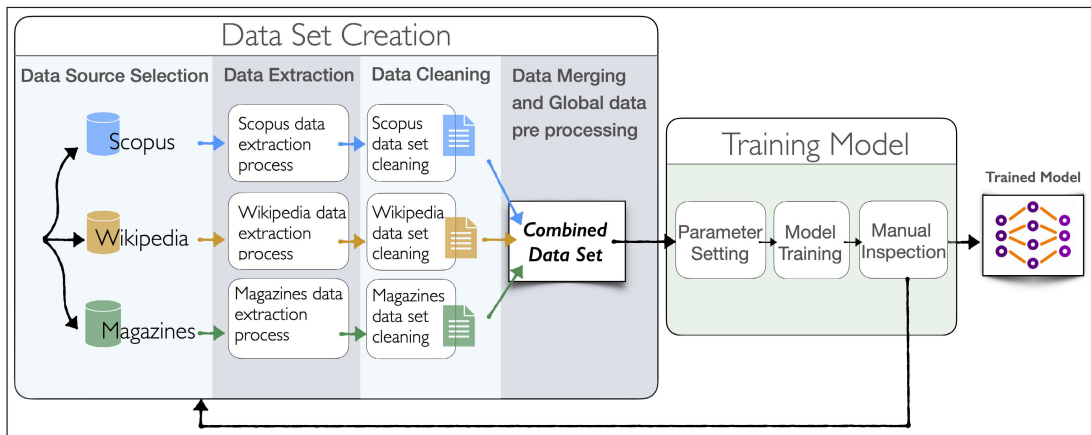 Data Set Creation
Data Source Selection
Data Extraction
Data Cleaning
Data Merging
and Global data
pre processing
Scopus
Scopus data
extraction
process
Scopus
data set
cleaning
Wikipedia
Wikipedia data
extraction
process
Wikipedia
data set
cleaning
Magazines
Magazines data
extraction
process
Magazines
data set
cleaning
Combined
Data Set
Training Model
Parameter
Setting
Model
Training
Manual
Inspection
Trained Model